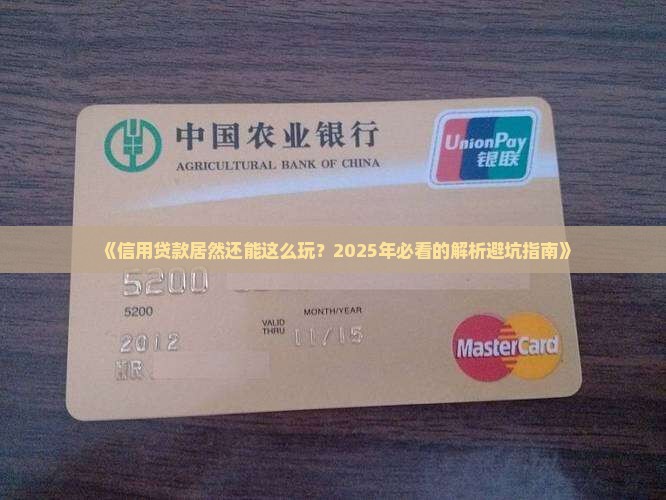 中国农业银行
AGRICULTURAL BANK OF CHINA
UnionPay
银联
《信用贷款居然还能这么玩？2025年必看的解析避坑指南》
5200
5200
MONTH/YEAR
VALID
THRU
11/15
2012
MR
MasterCard